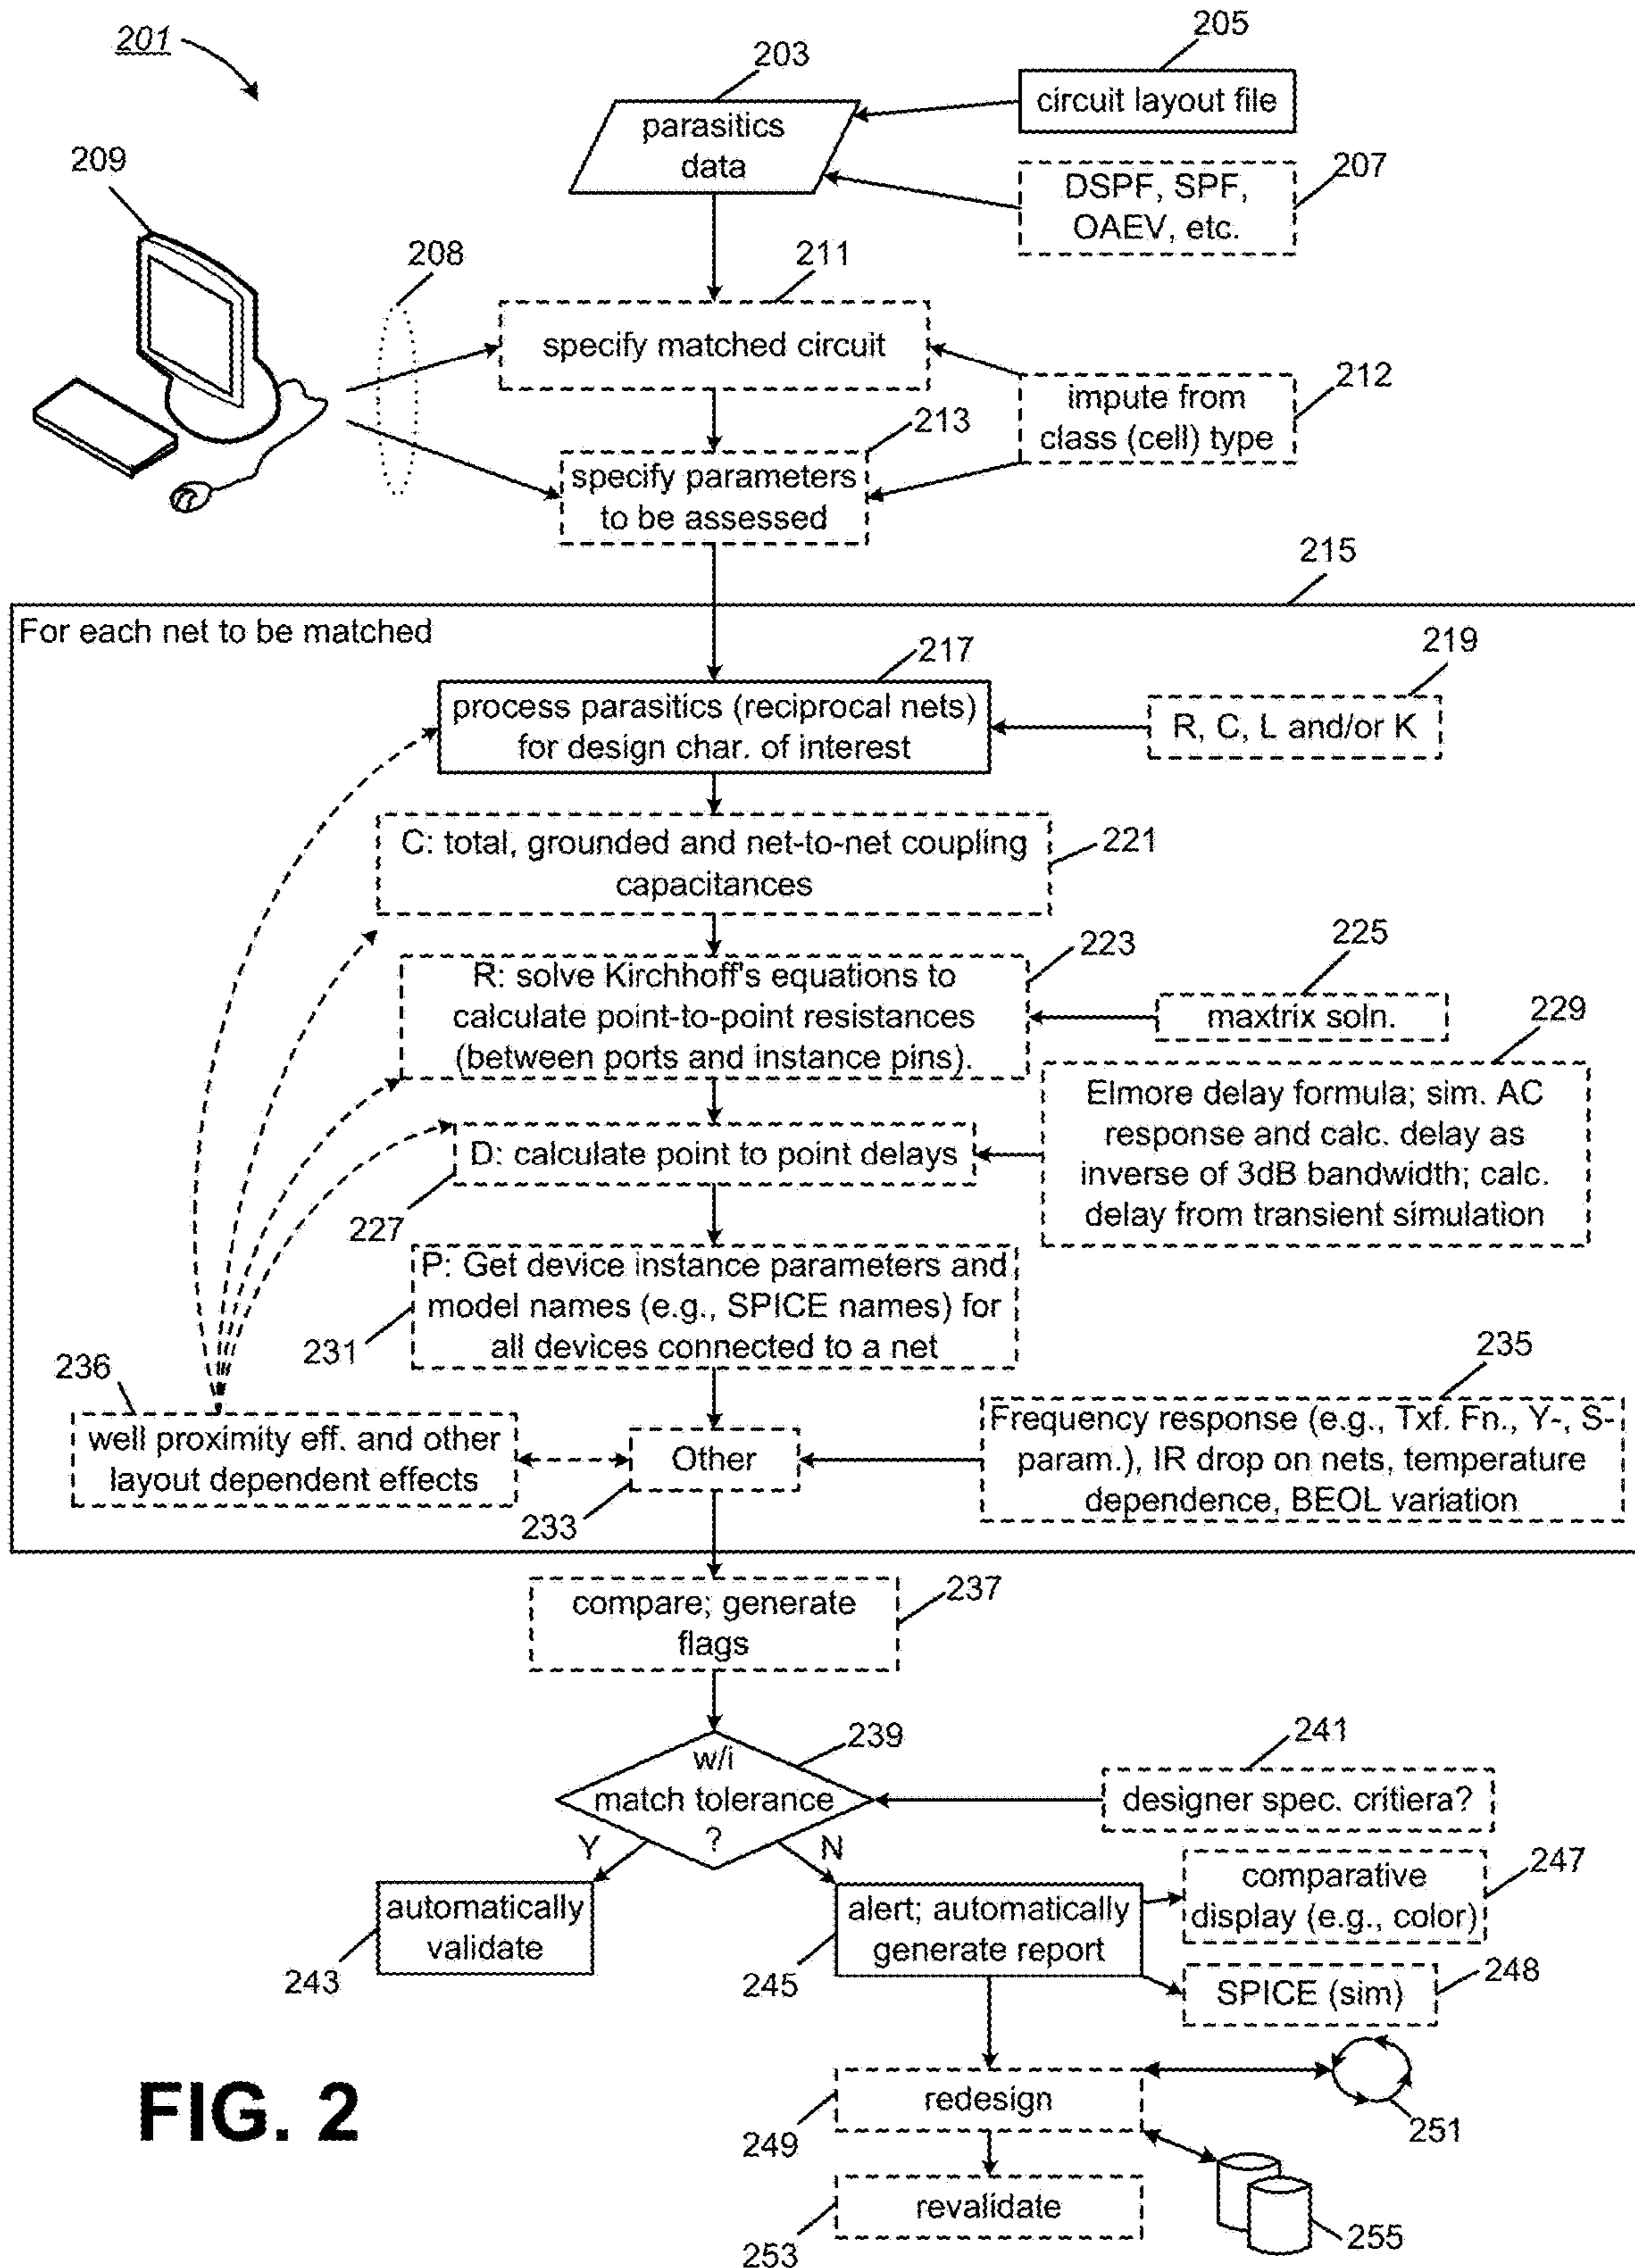 201
203
205
parasitics
data
circuit layout file
207
DSPF, SPF,
OAEV, etc.
209
208
211
specify matched circuit
212
impute from
class (cell) type
213
specify parameters
to be assessed
215
For each net to be matched
217
219
process parasitics (reciprocal nets)
for design char. of interest
R, C, L and/or K
C: total, grounded and net-to-net coupling
capacitances
221
223
R: solve Kirchhoff's equations to
calculate point-to-point resistances
(between ports and instance pins).
225
maxtrix soln.
229
D: calculate point to point delays
227
Elmore delay formula; sim. AC
response and calc. delay as
inverse of 3dB bandwidth; calc.
delay from transient simulation
P: Get device instance parameters and
model names (e.g., SPICE names) for
all devices connected to a net
231
236
well proximity eff. and other
layout dependent effects
Other
233
235
Frequency response (e.g., Txf. Fn., Y-, S-
param.), IR drop on nets, temperature
dependence, BEOL variation
compare; generate
flags
237
w/i
match tolerance
?
239
241
designer spec. critiera?
Y
N
automatically
validate
243
alert; automatically
generate report
245
comparative
display (e.g., color)
247
SPICE (sim)
248
redesign
249
251
revalidate
253
255
FIG. 2